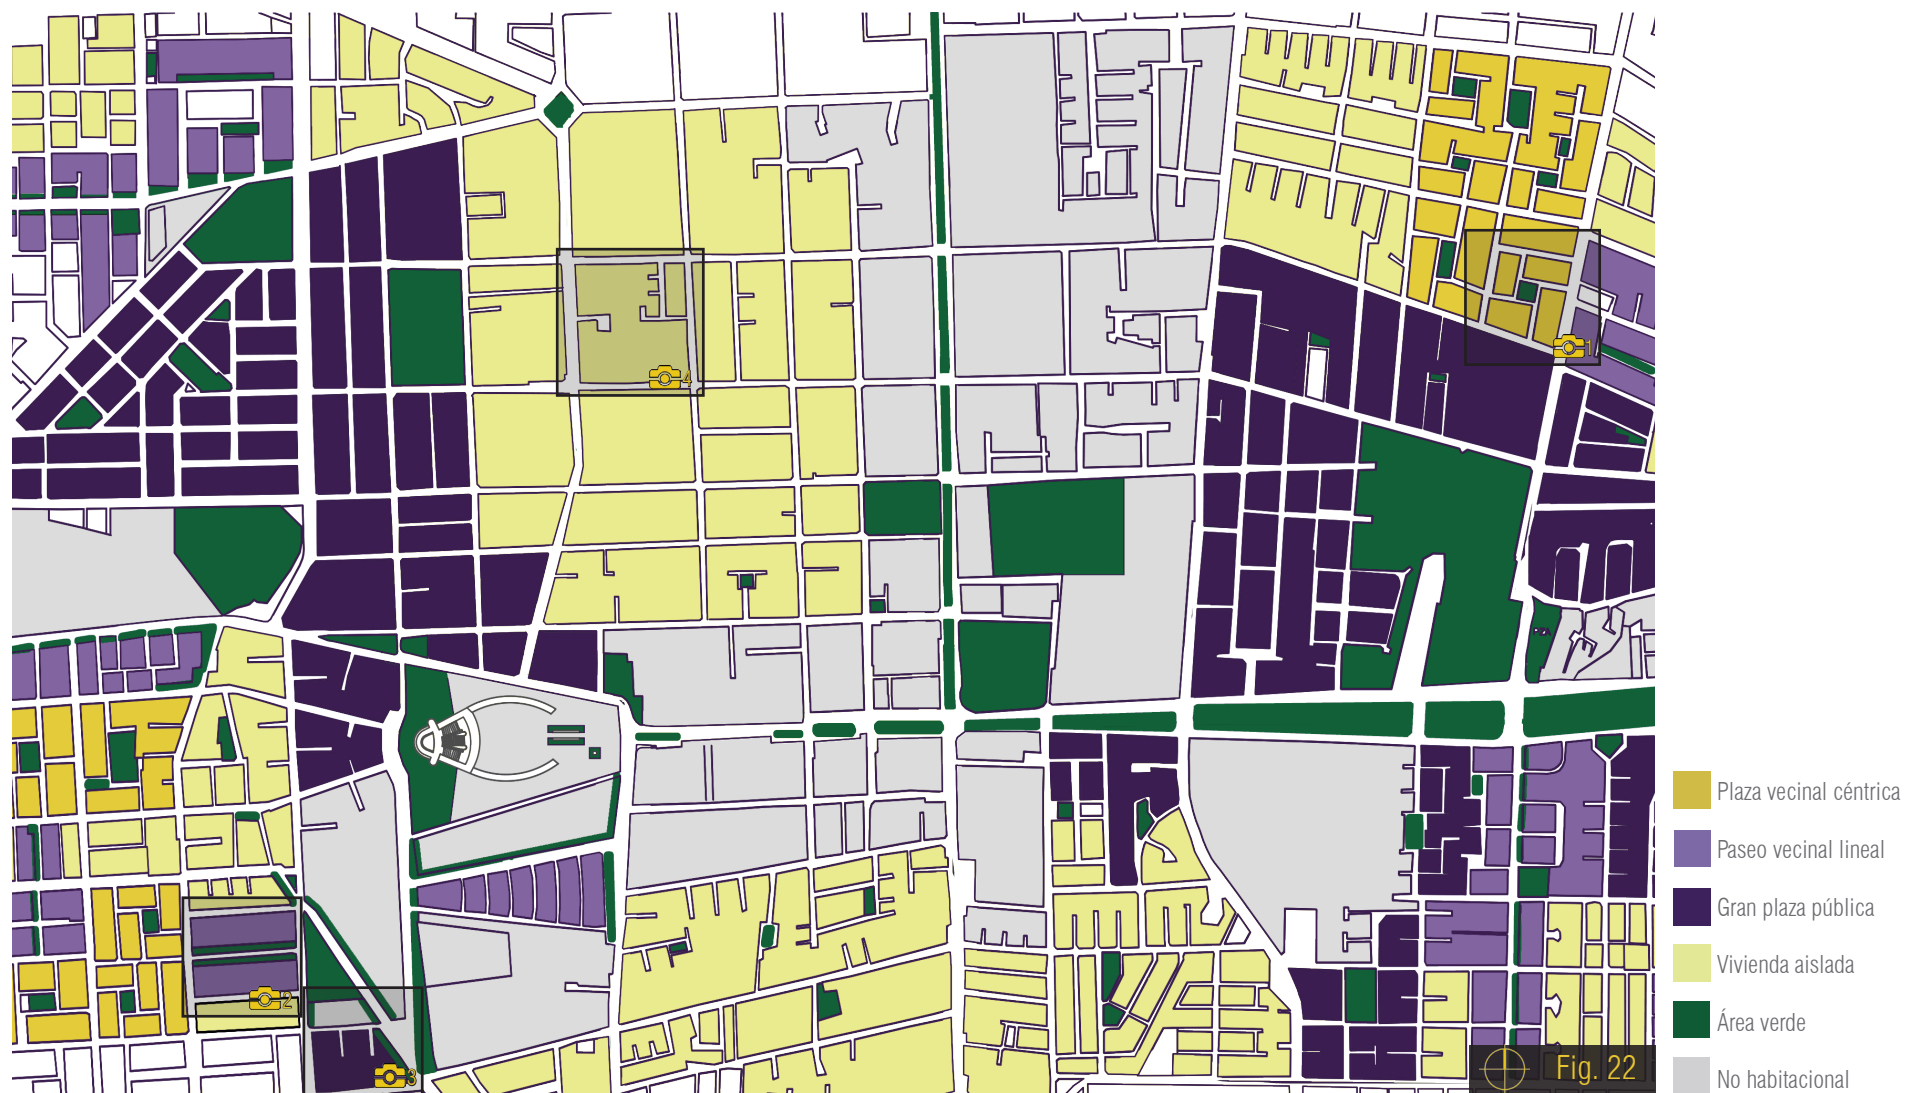 1
4
2
3
Plaza vecinal céntrica
Paseo vecinal lineal
Gran plaza pública
Vivienda aislada
Área verde
No habitacional
Fig. 22